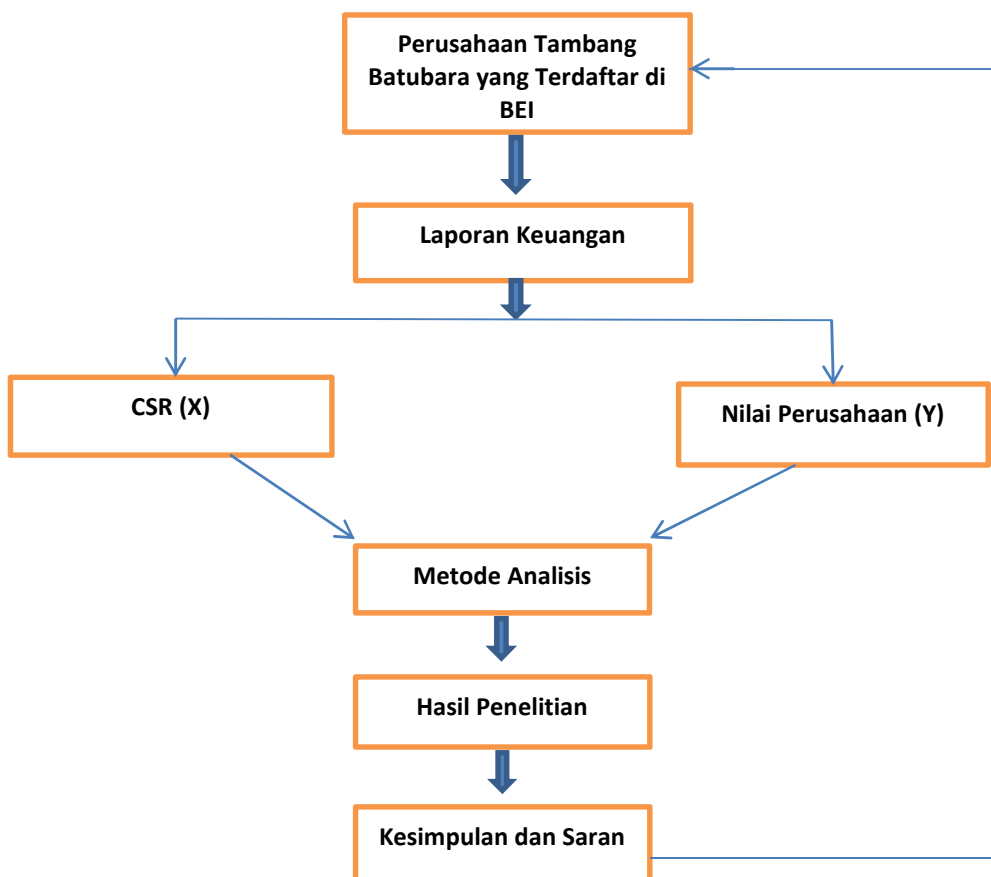 Perusahaan Tambang
Batubara yang Terdaftar di
BEI
Laporan Keuangan
CSR (X)
Nilai Perusahaan (Y)
Metode Analisis
Hasil Penelitian
Kesimpulan dan Saran